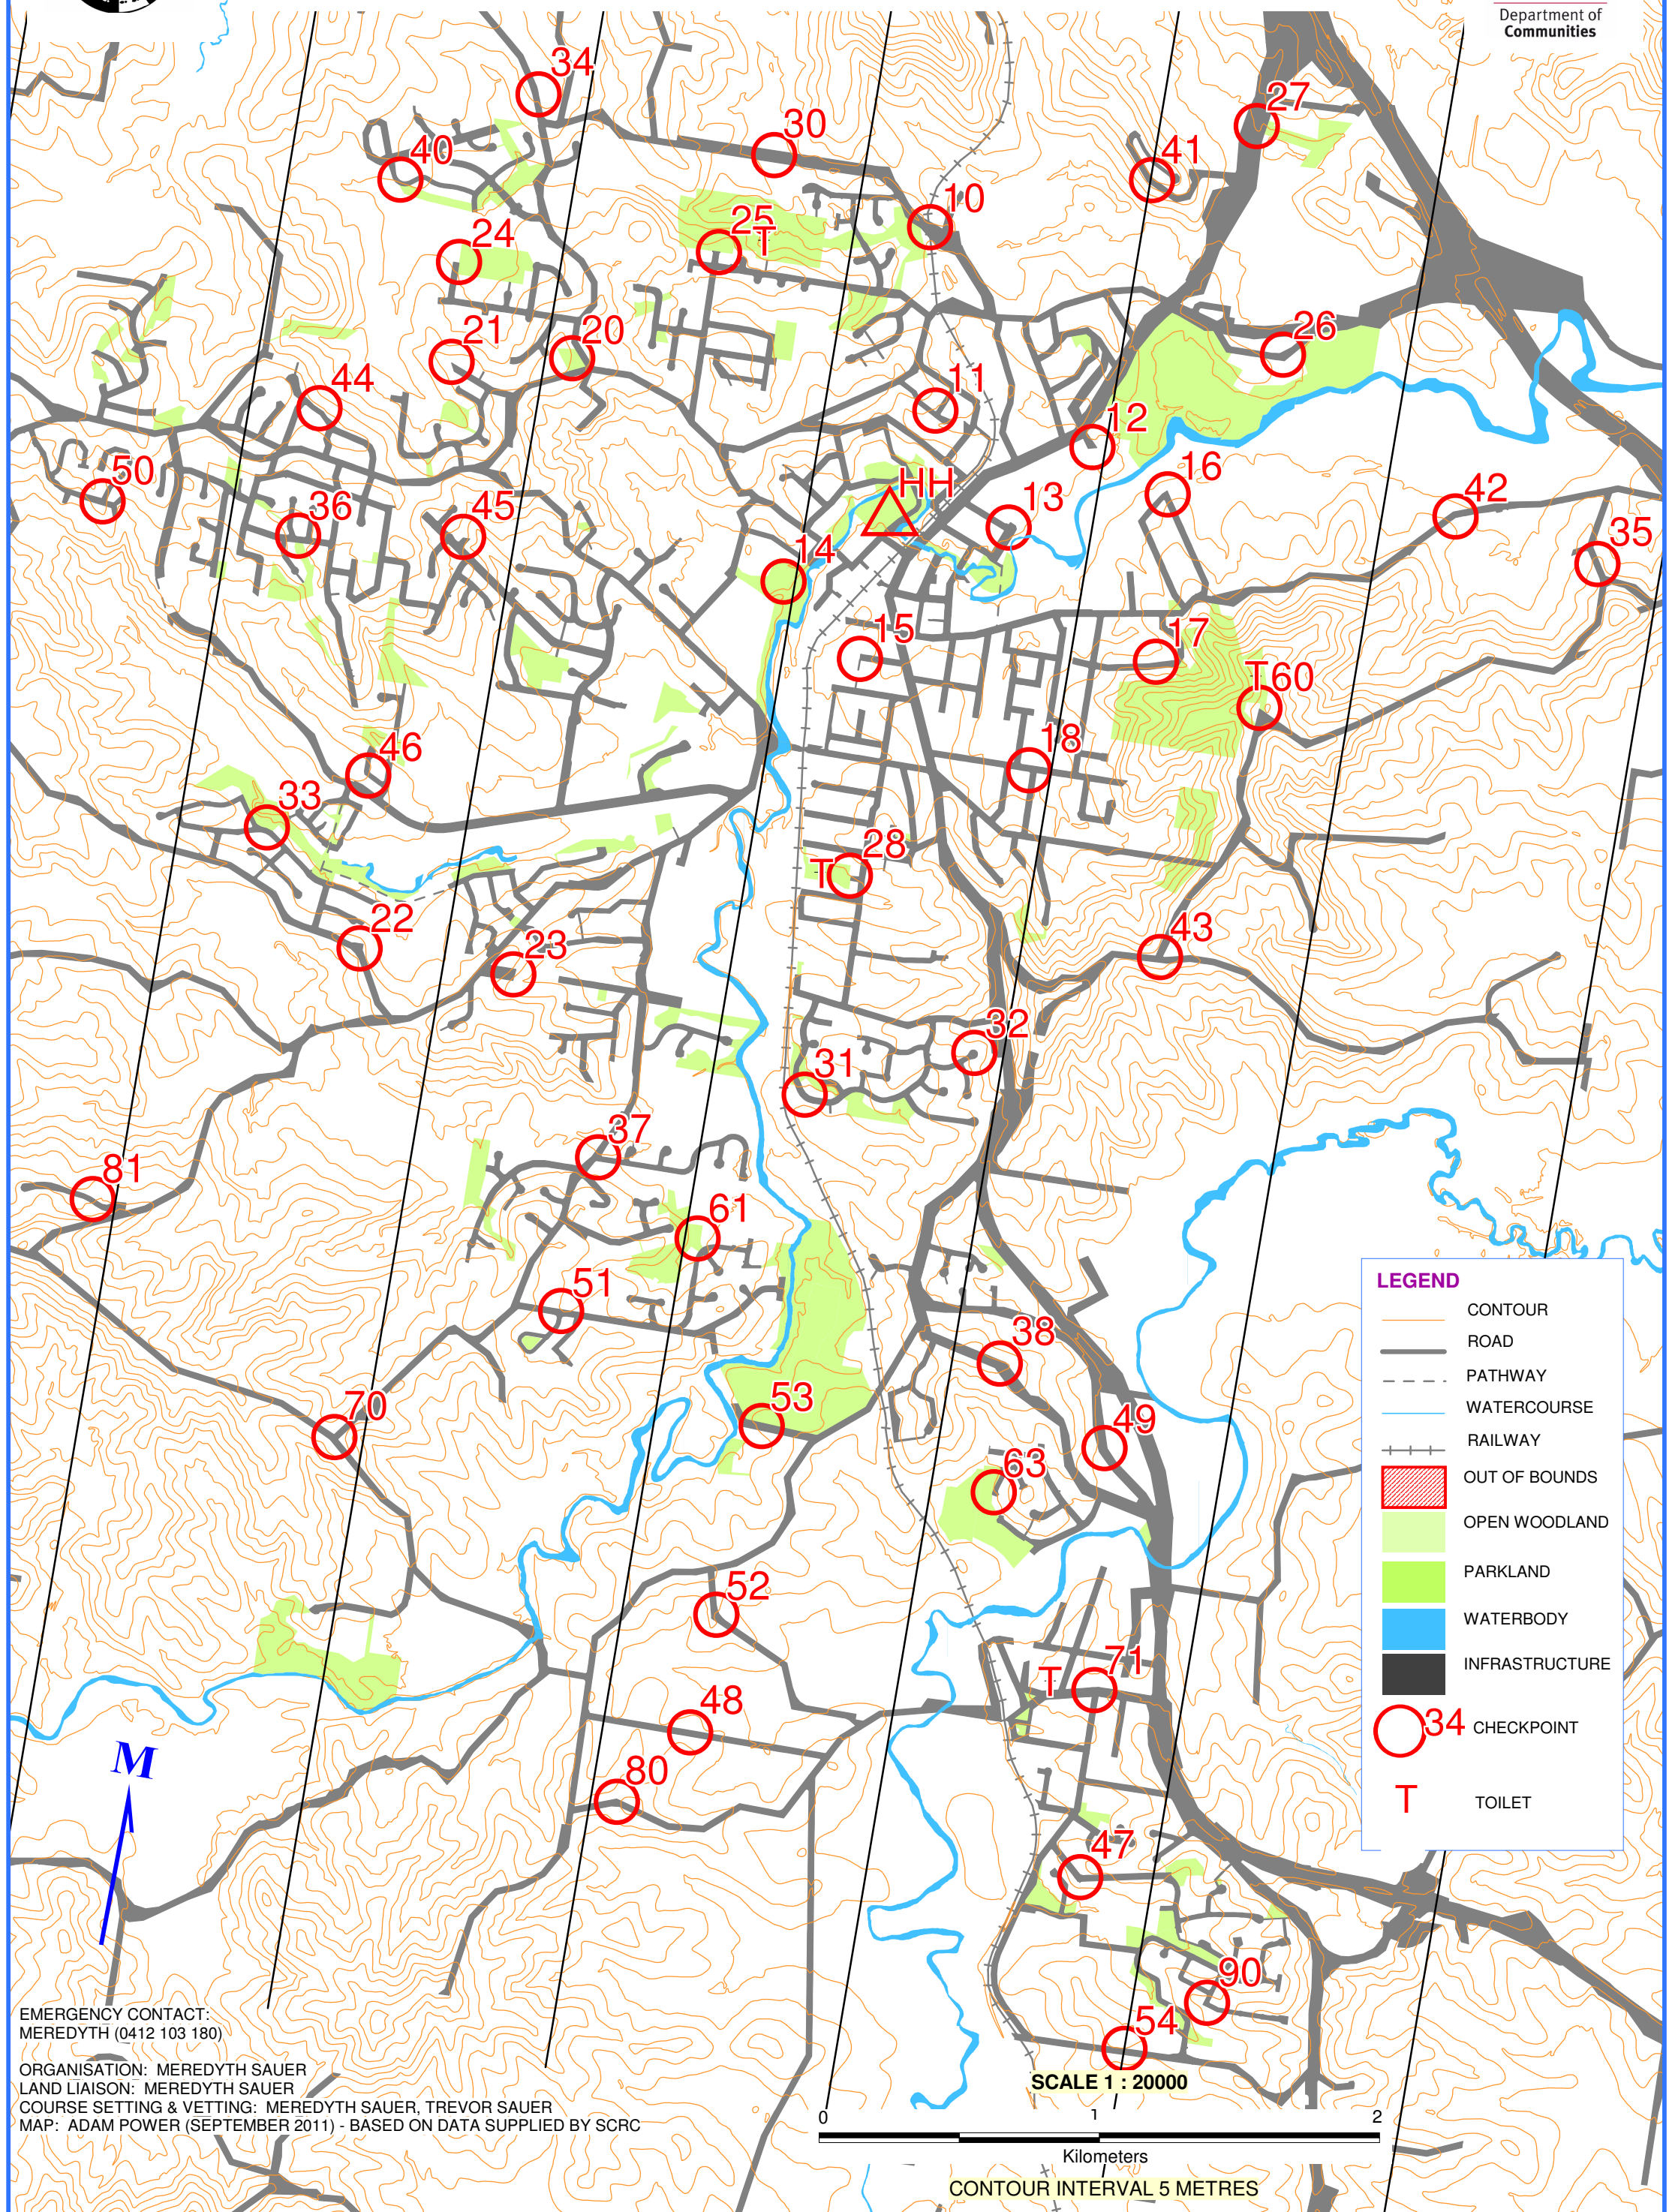 Department of
Communities
34
27
30
40
41
10
25
T
24
20
21
26
44
11
12
50
16
HH
42
36
45
13
35
14
15
17
T60
18
46
33
28
T
22
43
23
32
31
37
81
61
51
38
70
53
49
63
52
71
T
48
80
47
90
54
LEGEND
CONTOUR
ROAD
PATHWAY
WATERCOURSE
RAILWAY
OUT OF BOUNDS
OPEN WOODLAND
PARKLAND
WATERBODY
INFRASTRUCTURE
34 CHECKPOINT
T TOILET
M
EMERGENCY CONTACT:
MEREDYTH (0412 103 180)
ORGANISATION: MEREDYTH SAUER
LAND LIAISON: MEREDYTH SAUER
COURSE SETTING & VETTING: MEREDYTH SAUER, TREVOR SAUER
MAP: ADAM POWER (SEPTEMBER 2011) - BASED ON DATA SUPPLIED BY SCRC
SCALE 1 : 20000
0 1 2
Kilometers
CONTOUR INTERVAL 5 METRES